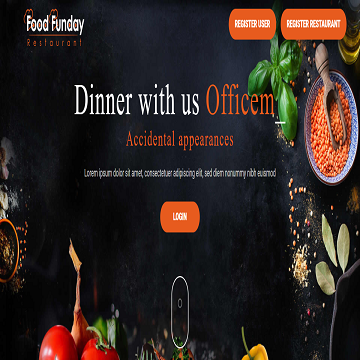 Food Funday
Restaurant
REGISTER USER
REGISTER RESTAURANT
Dinner with us Officem_
Accidental appearances
Lorem ipsum dolor sit amet, consectetuer adipiscing elit, sed diem nonummy nibh euismod
LOGIN